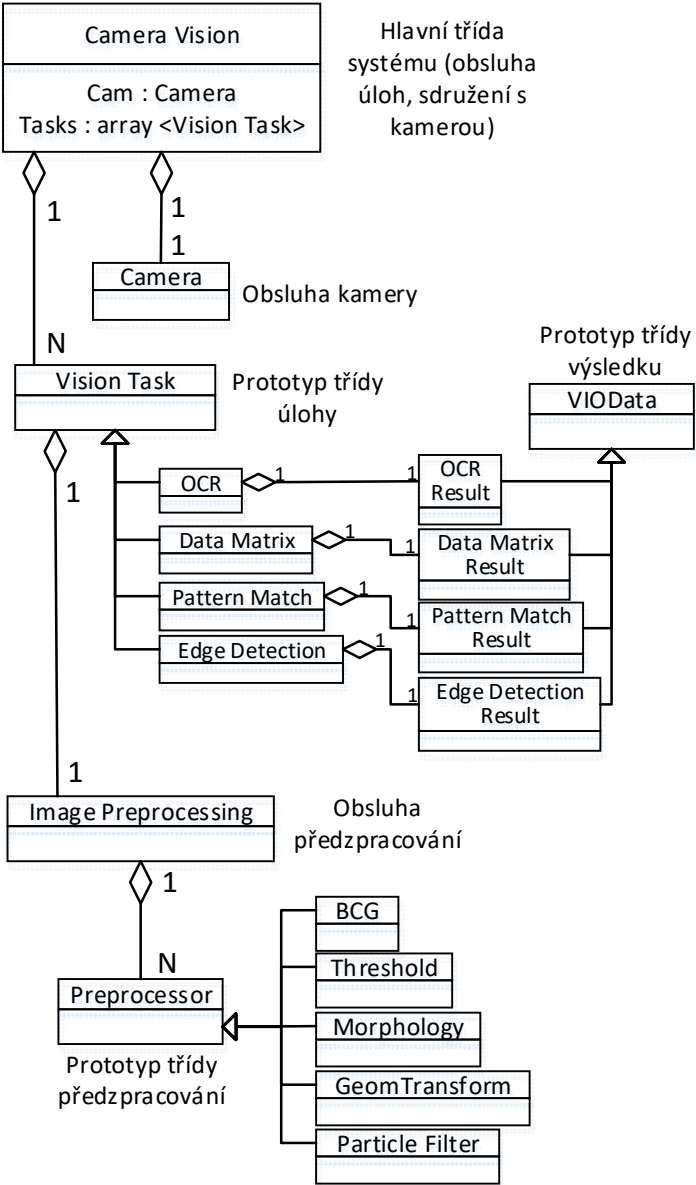 Camera Vision
Cam : Camera
Tasks : array <Vision Task>
Hlavní třída
systému (obsluha
úloh, sdružení s
kamerou)
1
1
1
Camera
Obsluha kamery
N
Vision Task
Prototyp třídy
úlohy
Prototyp třídy
výsledku
VIOData
1
OCR
1
1
OCR
Result
Data Matrix
1
1
Data Matrix
Result
Pattern Match
1
1
Pattern Match
Result
Edge Detection
1
1
Edge Detection
Result
1
Image Preprocessing
Obsluha
předzpracování
1
N
Preprocessor
Prototyp třídy
předzpracování
BCG
Threshold
Morphology
GeomTransform
Particle Filter